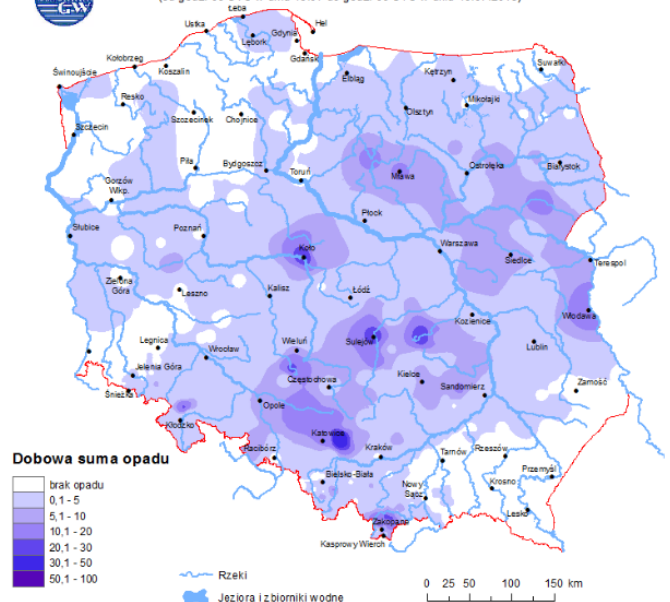 Łeba
Hel
Ustka
Gdynia
Lębork
Gdańsk
Kołobrzeg
Koszalin
Suwałki
Elbląg
Kętrzyn
Świnoujście
Resko
Mikołajki
Olsztyn
Szczecinek
Chojnice
Szczecin
Piła
Bydgoszcz
Toruń
Mława
Ostrołęka
Białystok
Gorzów
Wlkp.
Płock
Słubice
Poznań
Koło
Warszawa
Siedlce
Terespol
Zielona
Góra
Leszno
Kalisz
Łódź
Kozienice
Włodawa
Legnica
Wrocław
Wieluń
Sulejów
Lublin
Jelenia Góra
Częstochowa
Kielce
Sandomierz
Zamość
Śnieżka
Opole
Kłodzko
Katowice
Racibórz
Kraków
Tarnów
Rzeszów
Przemyśl
Bielsko-Biała
Nowy
Sącz
Krosno
Lesko
Zakopane
Kasprowy Wierch
Dobowa suma opadu
brak opadu
0,1 - 5
5,1 - 10
10,1 - 20
20,1 - 30
30,1 - 50
50,1 - 100
Rzeki
Jeziora i zbiorniki wodne
0 25 50 100 150 km